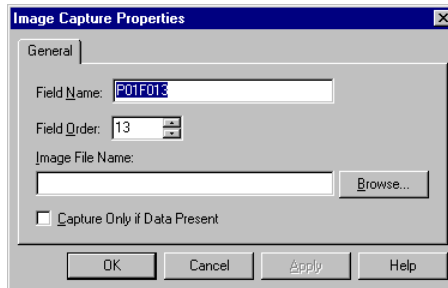 Image Capture Properties
General
Field Name: P01F013
Field Order: 13
Image File Name:
Browse...
Capture Only if Data Present
OK Cancel Apply Help